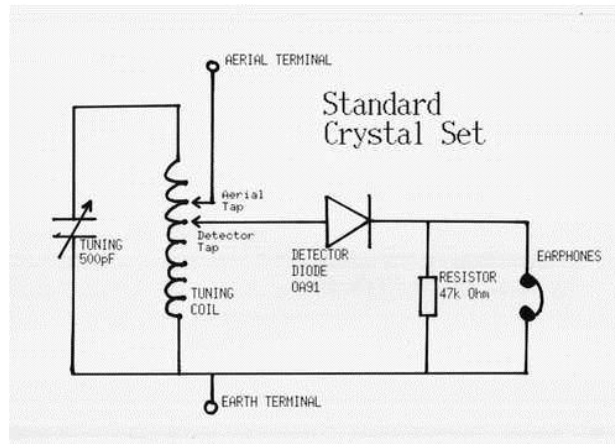 AERIAL TERMINAL
Standard
Crystal Set
Aerial
Tap
Detector
Tap
TUNING
500pF
DETECTOR
DIODE
OA91
EARPHONES
RESISTOR
47k Ohm
TUNING
COIL
EARTH TERMINAL